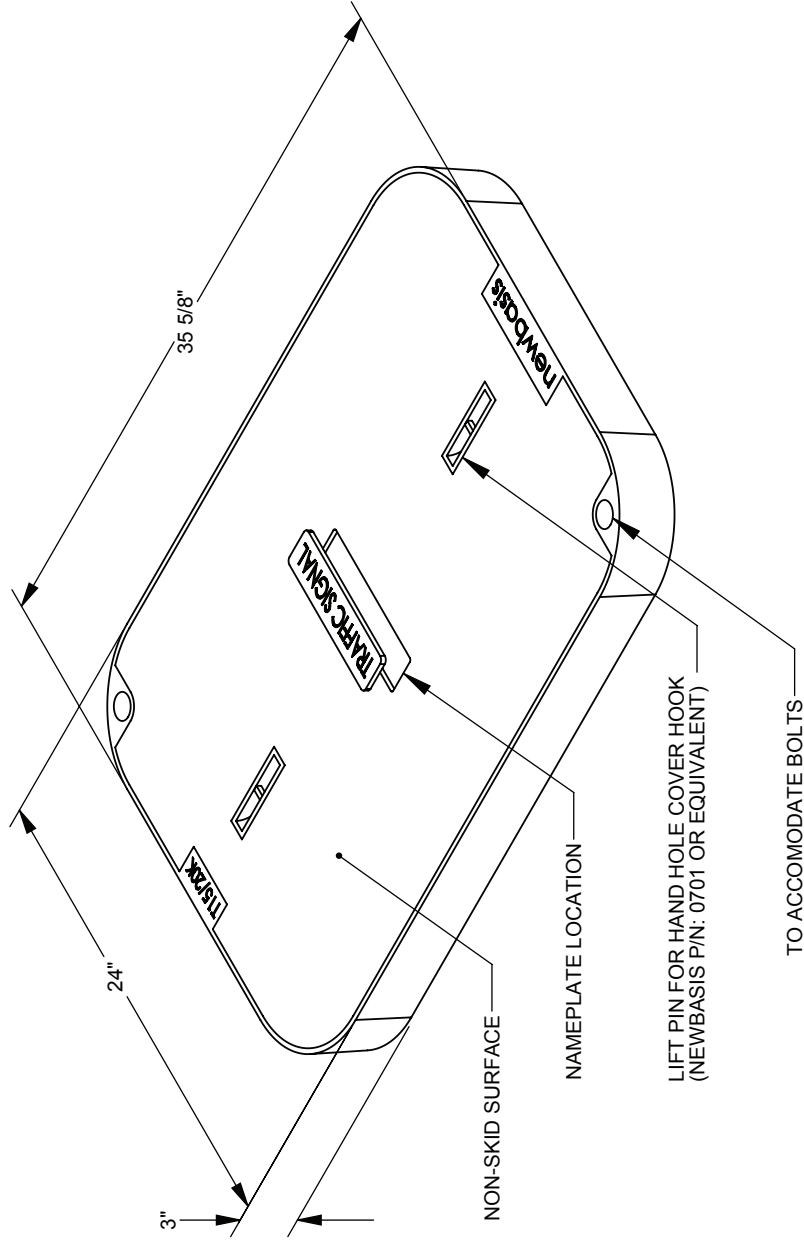 35 5/8"
24"
3"
newbasis
TRAFFIC SIGNAL
T15/20K
NON-SKID SURFACE
NAMEPLATE LOCATION
LIFT PIN FOR HAND HOLE COVER HOOK
(NEWBASIS P/N: 0701 OR EQUIVALENT)
TO ACCOMODATE BOLTS